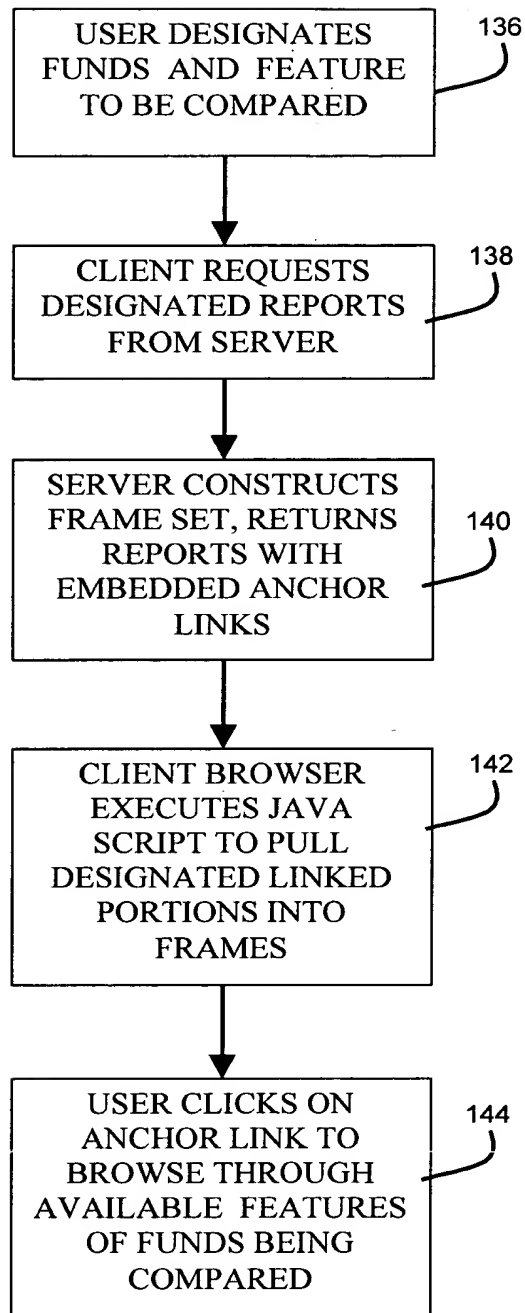 USER DESIGNATES
FUNDS AND FEATURE
TO BE COMPARED
136
CLIENT REQUESTS
DESIGNATED REPORTS
FROM SERVER
138
SERVER CONSTRUCTS
FRAME SET, RETURNS
REPORTS WITH
EMBEDDED ANCHOR
LINKS
140
CLIENT BROWSER
EXECUTES JAVA
SCRIPT TO PULL
DESIGNATED LINKED
PORTIONS INTO
FRAMES
142
USER CLICKS ON
ANCHOR LINK TO
BROWSE THROUGH
AVAILABLE FEATURES
OF FUNDS BEING
COMPARED
144